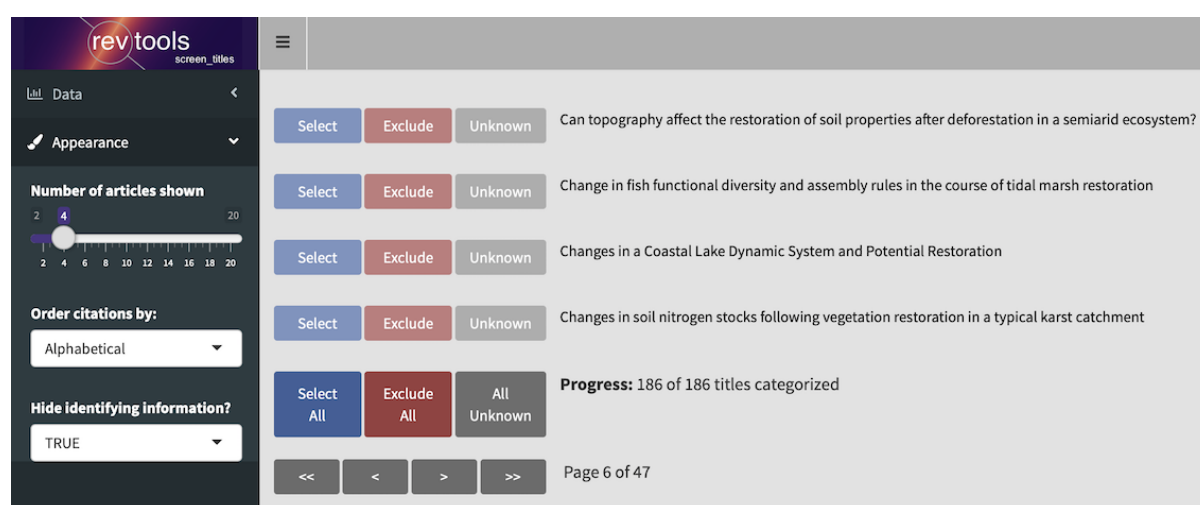 revtools
screen_titles
Data
Appearance
Number of articles shown
2 4 20
2 4 6 8 10 12 14 16 18 20
Order citations by:
Alphabetical
Hide identifying information?
TRUE
Select Exclude Unknown Can topography affect the restoration of soil properties after deforestation in a semiarid ecosystem?
Select Exclude Unknown Change in fish functional diversity and assembly rules in the course of tidal marsh restoration
Select Exclude Unknown Changes in a Coastal Lake Dynamic System and Potential Restoration
Select Exclude Unknown Changes in soil nitrogen stocks following vegetation restoration in a typical karst catchment
Select All Exclude All All Unknown Progress: 186 of 186 titles categorized
<< < > >> Page 6 of 47